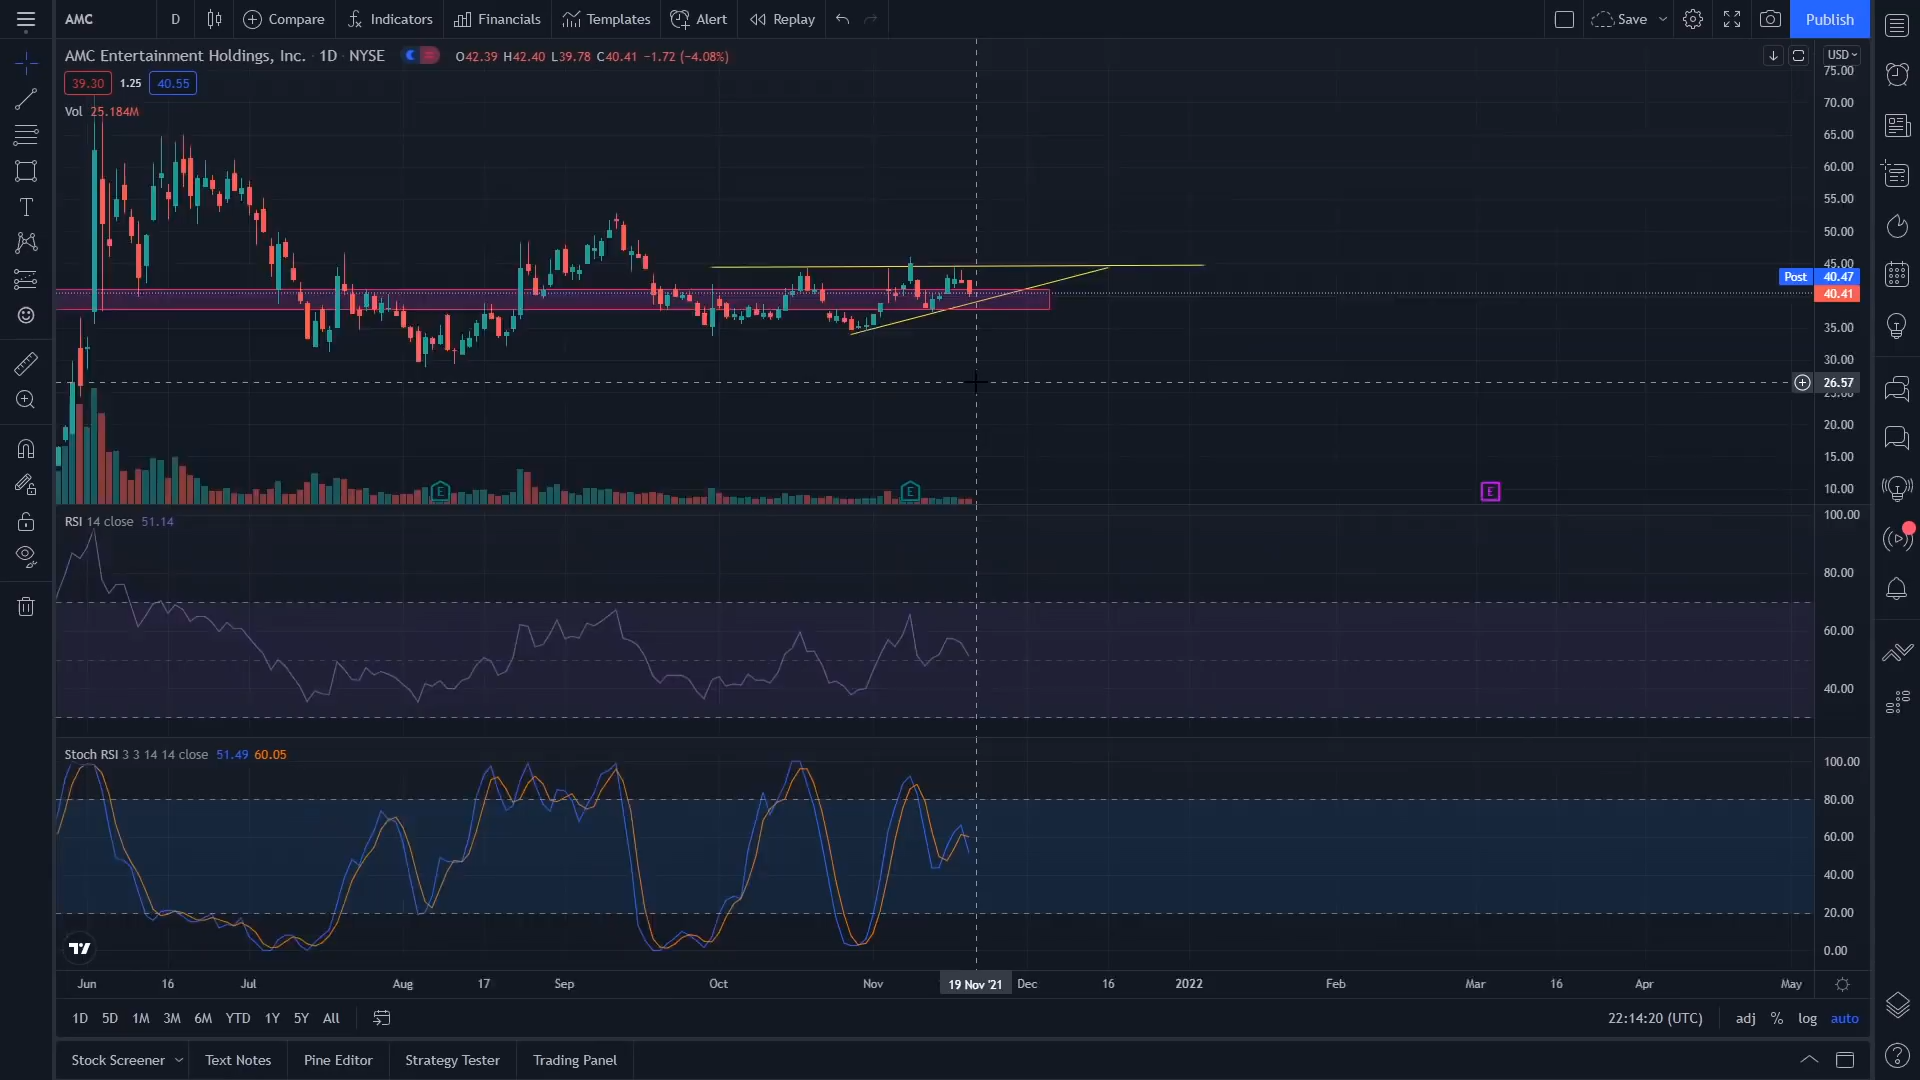 AMC D Compare Indicators Financials Templates Alert Replay Save Publish
AMC Entertainment Holdings, Inc. · 1D · NYSE O42.39 H42.40 L39.78 C40.41 −1.72 (−4.08%) USD
39.30 1.25 40.55
Vol 25.184M
75.00
70.00
65.00
60.00
55.00
50.00
45.00
Post 40.47
40.41
35.00
30.00
26.57
25.00
20.00
15.00
10.00
E E E
RSI 14 close 51.14
100.00
80.00
60.00
40.00
Stoch RSI 3 3 14 14 close 51.49 60.05
100.00
80.00
60.00
40.00
20.00
0.00
Jun 16 Jul Aug 17 Sep Oct Nov 19 Nov '21 Dec 16 2022 Feb Mar 16 Apr May
1D 5D 1M 3M 6M YTD 1Y 5Y All 22:14:20 (UTC) adj % log auto
Stock Screener Text Notes Pine Editor Strategy Tester Trading Panel